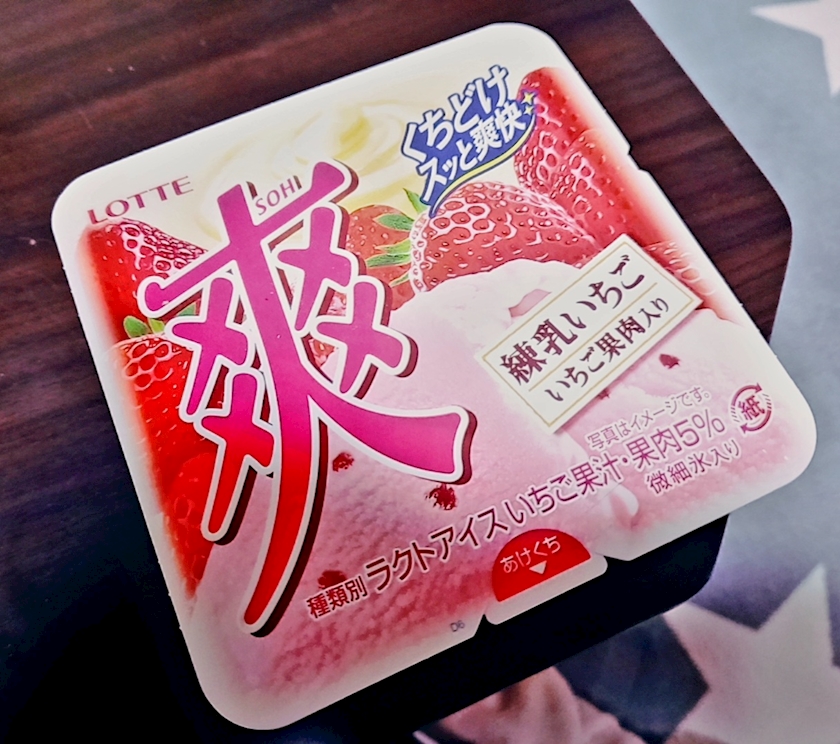 LOTTE
SOHI
爽
くちどけ
スッと爽快
練乳いちご
いちご果肉入り
写真はイメージです。
紙
種類別 ラクトアイス いちご果汁・果肉5%
微細氷入り
あけくち
D6